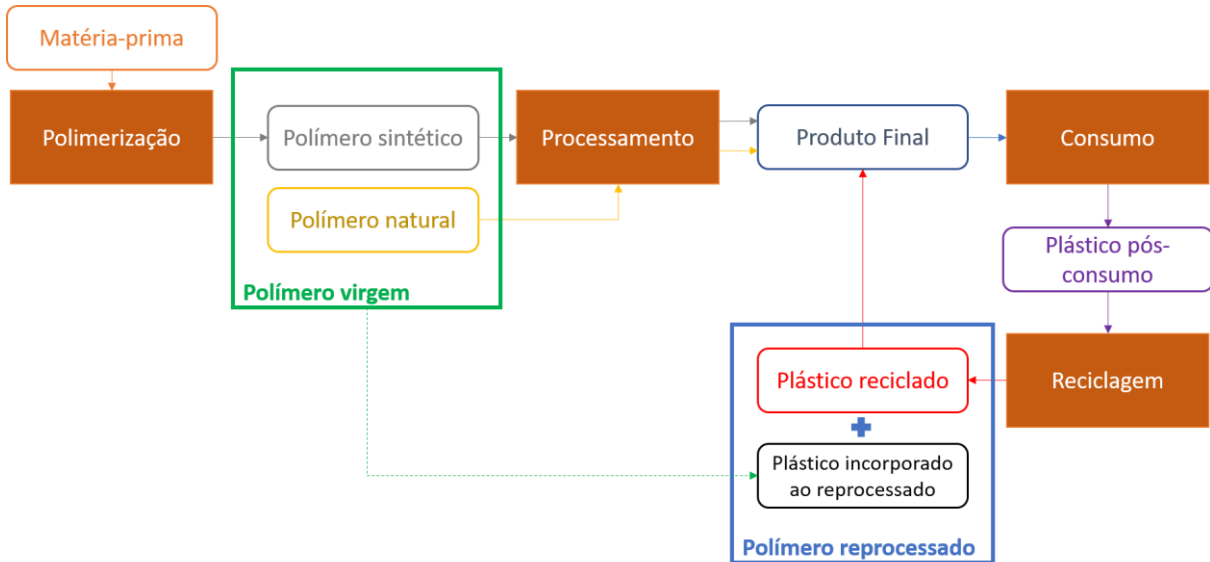 Matéria-prima
Polimerização
Polímero sintético
Processamento
Produto Final
Consumo
Polímero natural
Polímero virgem
Plástico pós-
consumo
Plástico reciclado
Reciclagem
Plástico incorporado
ao reprocessado
Polímero reprocessado